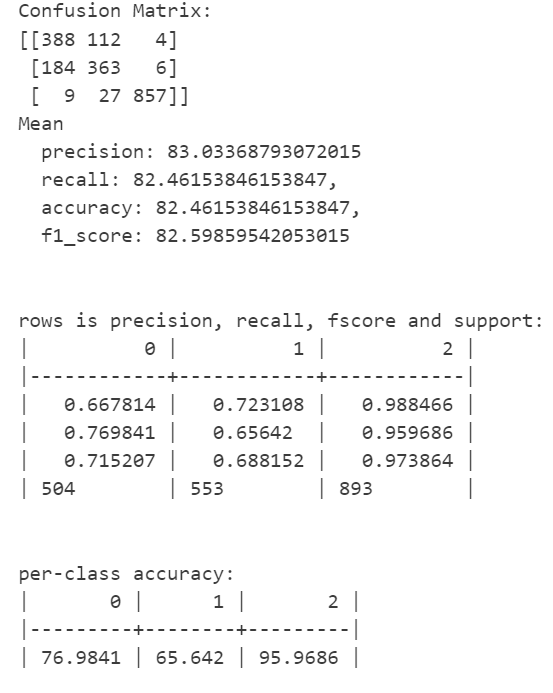 Confusion Matrix:
[[388 112   4]
 [184 363   6]
 [  9  27 857]]
Mean
  precision: 83.03368793072015
  recall: 82.46153846153847,
  accuracy: 82.46153846153847,
  f1_score: 82.59859542053015
rows is precision, recall, fscore and support:
|          0 |          1 |          2 |
|------------+------------+------------|
|   0.667814 |   0.723108 |   0.988466 |
|   0.769841 |   0.65642  |   0.959686 |
|   0.715207 |   0.688152 |   0.973864 |
| 504        | 553        | 893        |
per-class accuracy:
|       0 |      1 |       2 |
|---------+--------+---------|
| 76.9841 | 65.642 | 95.9686 |